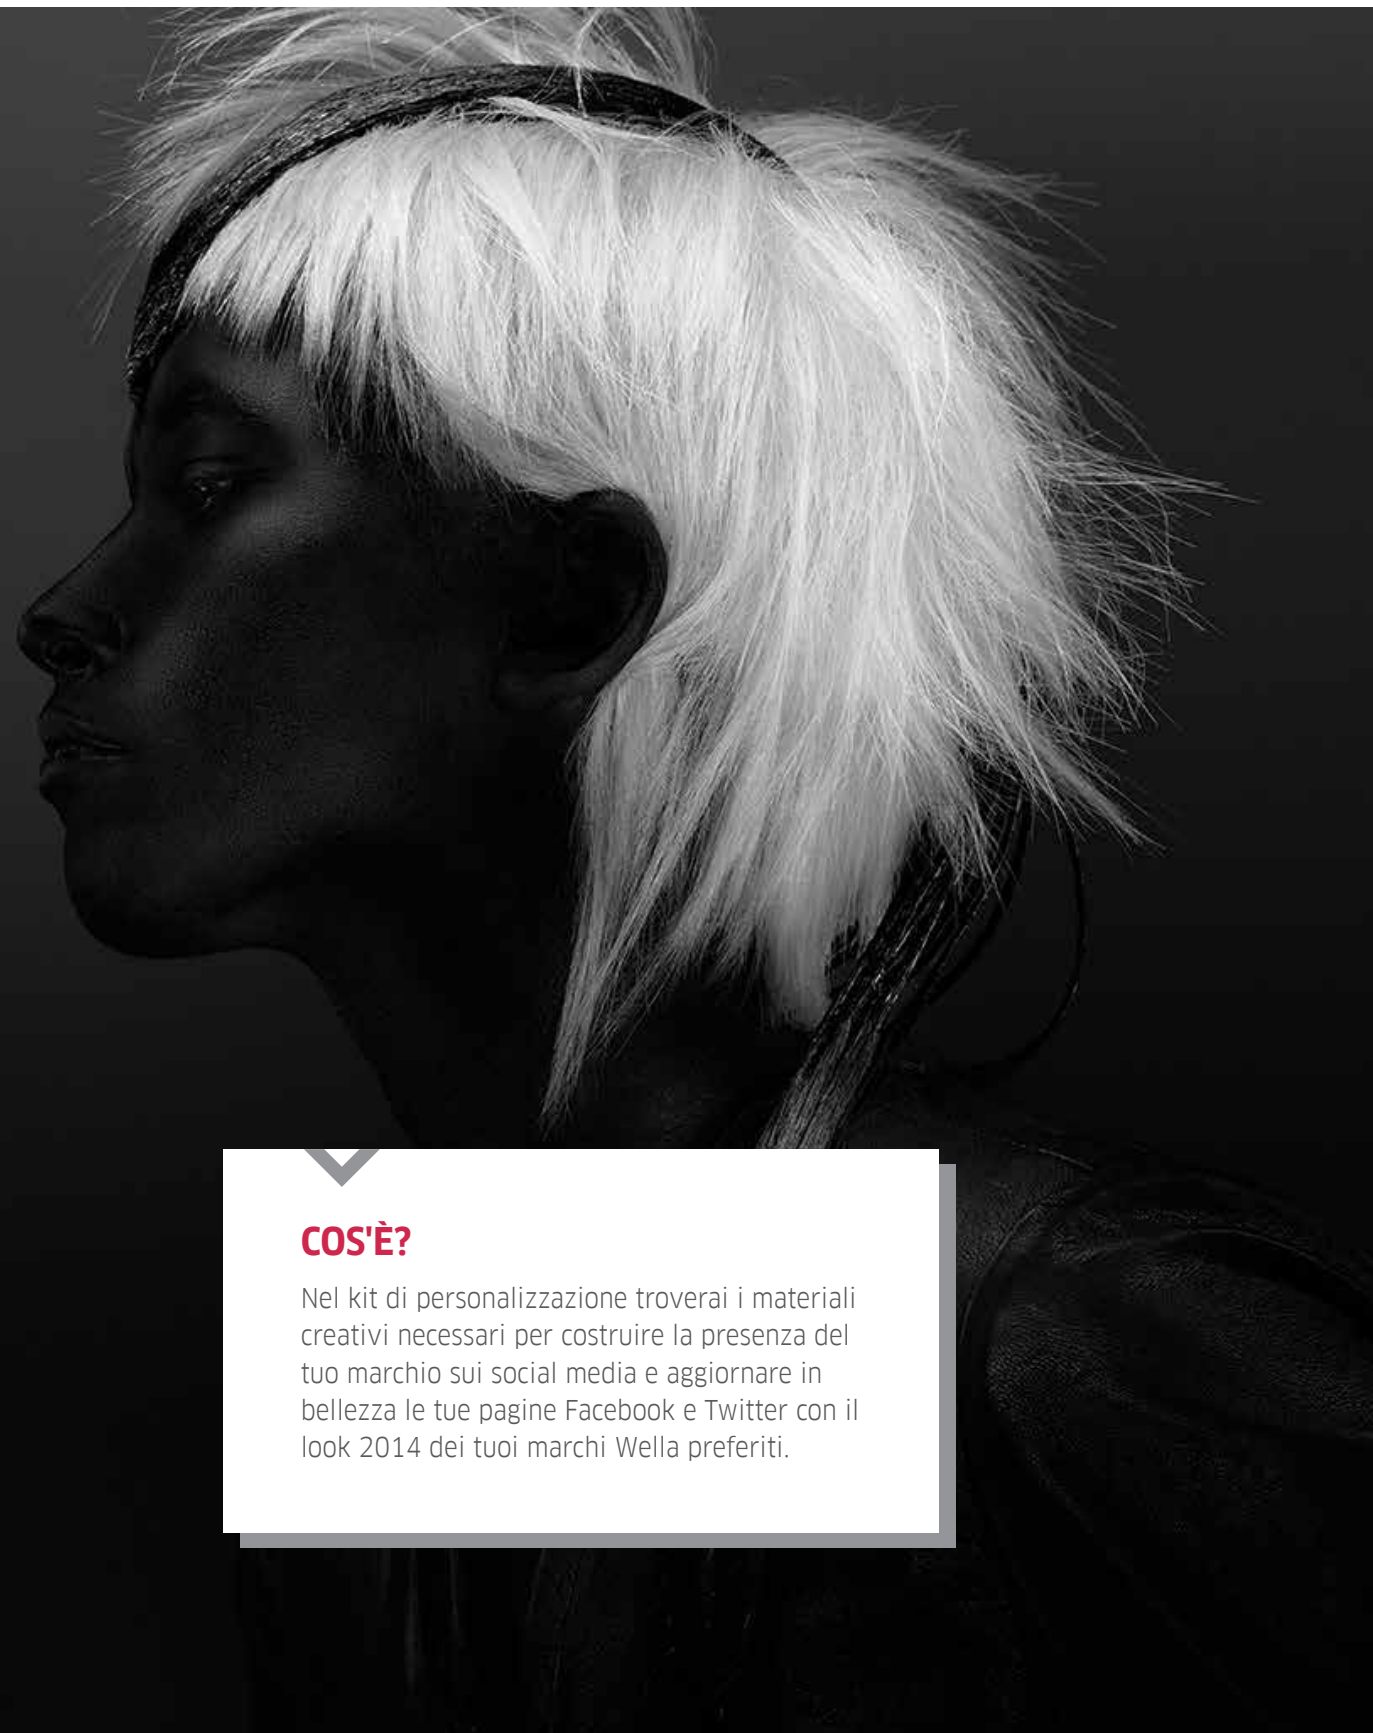 COS'È?
Nel kit di personalizzazione troverai i materiali
creativi necessari per costruire la presenza del
tuo marchio sui social media e aggiornare in
bellezza le tue pagine Facebook e Twitter con il
look 2014 dei tuoi marchi Wella preferiti.